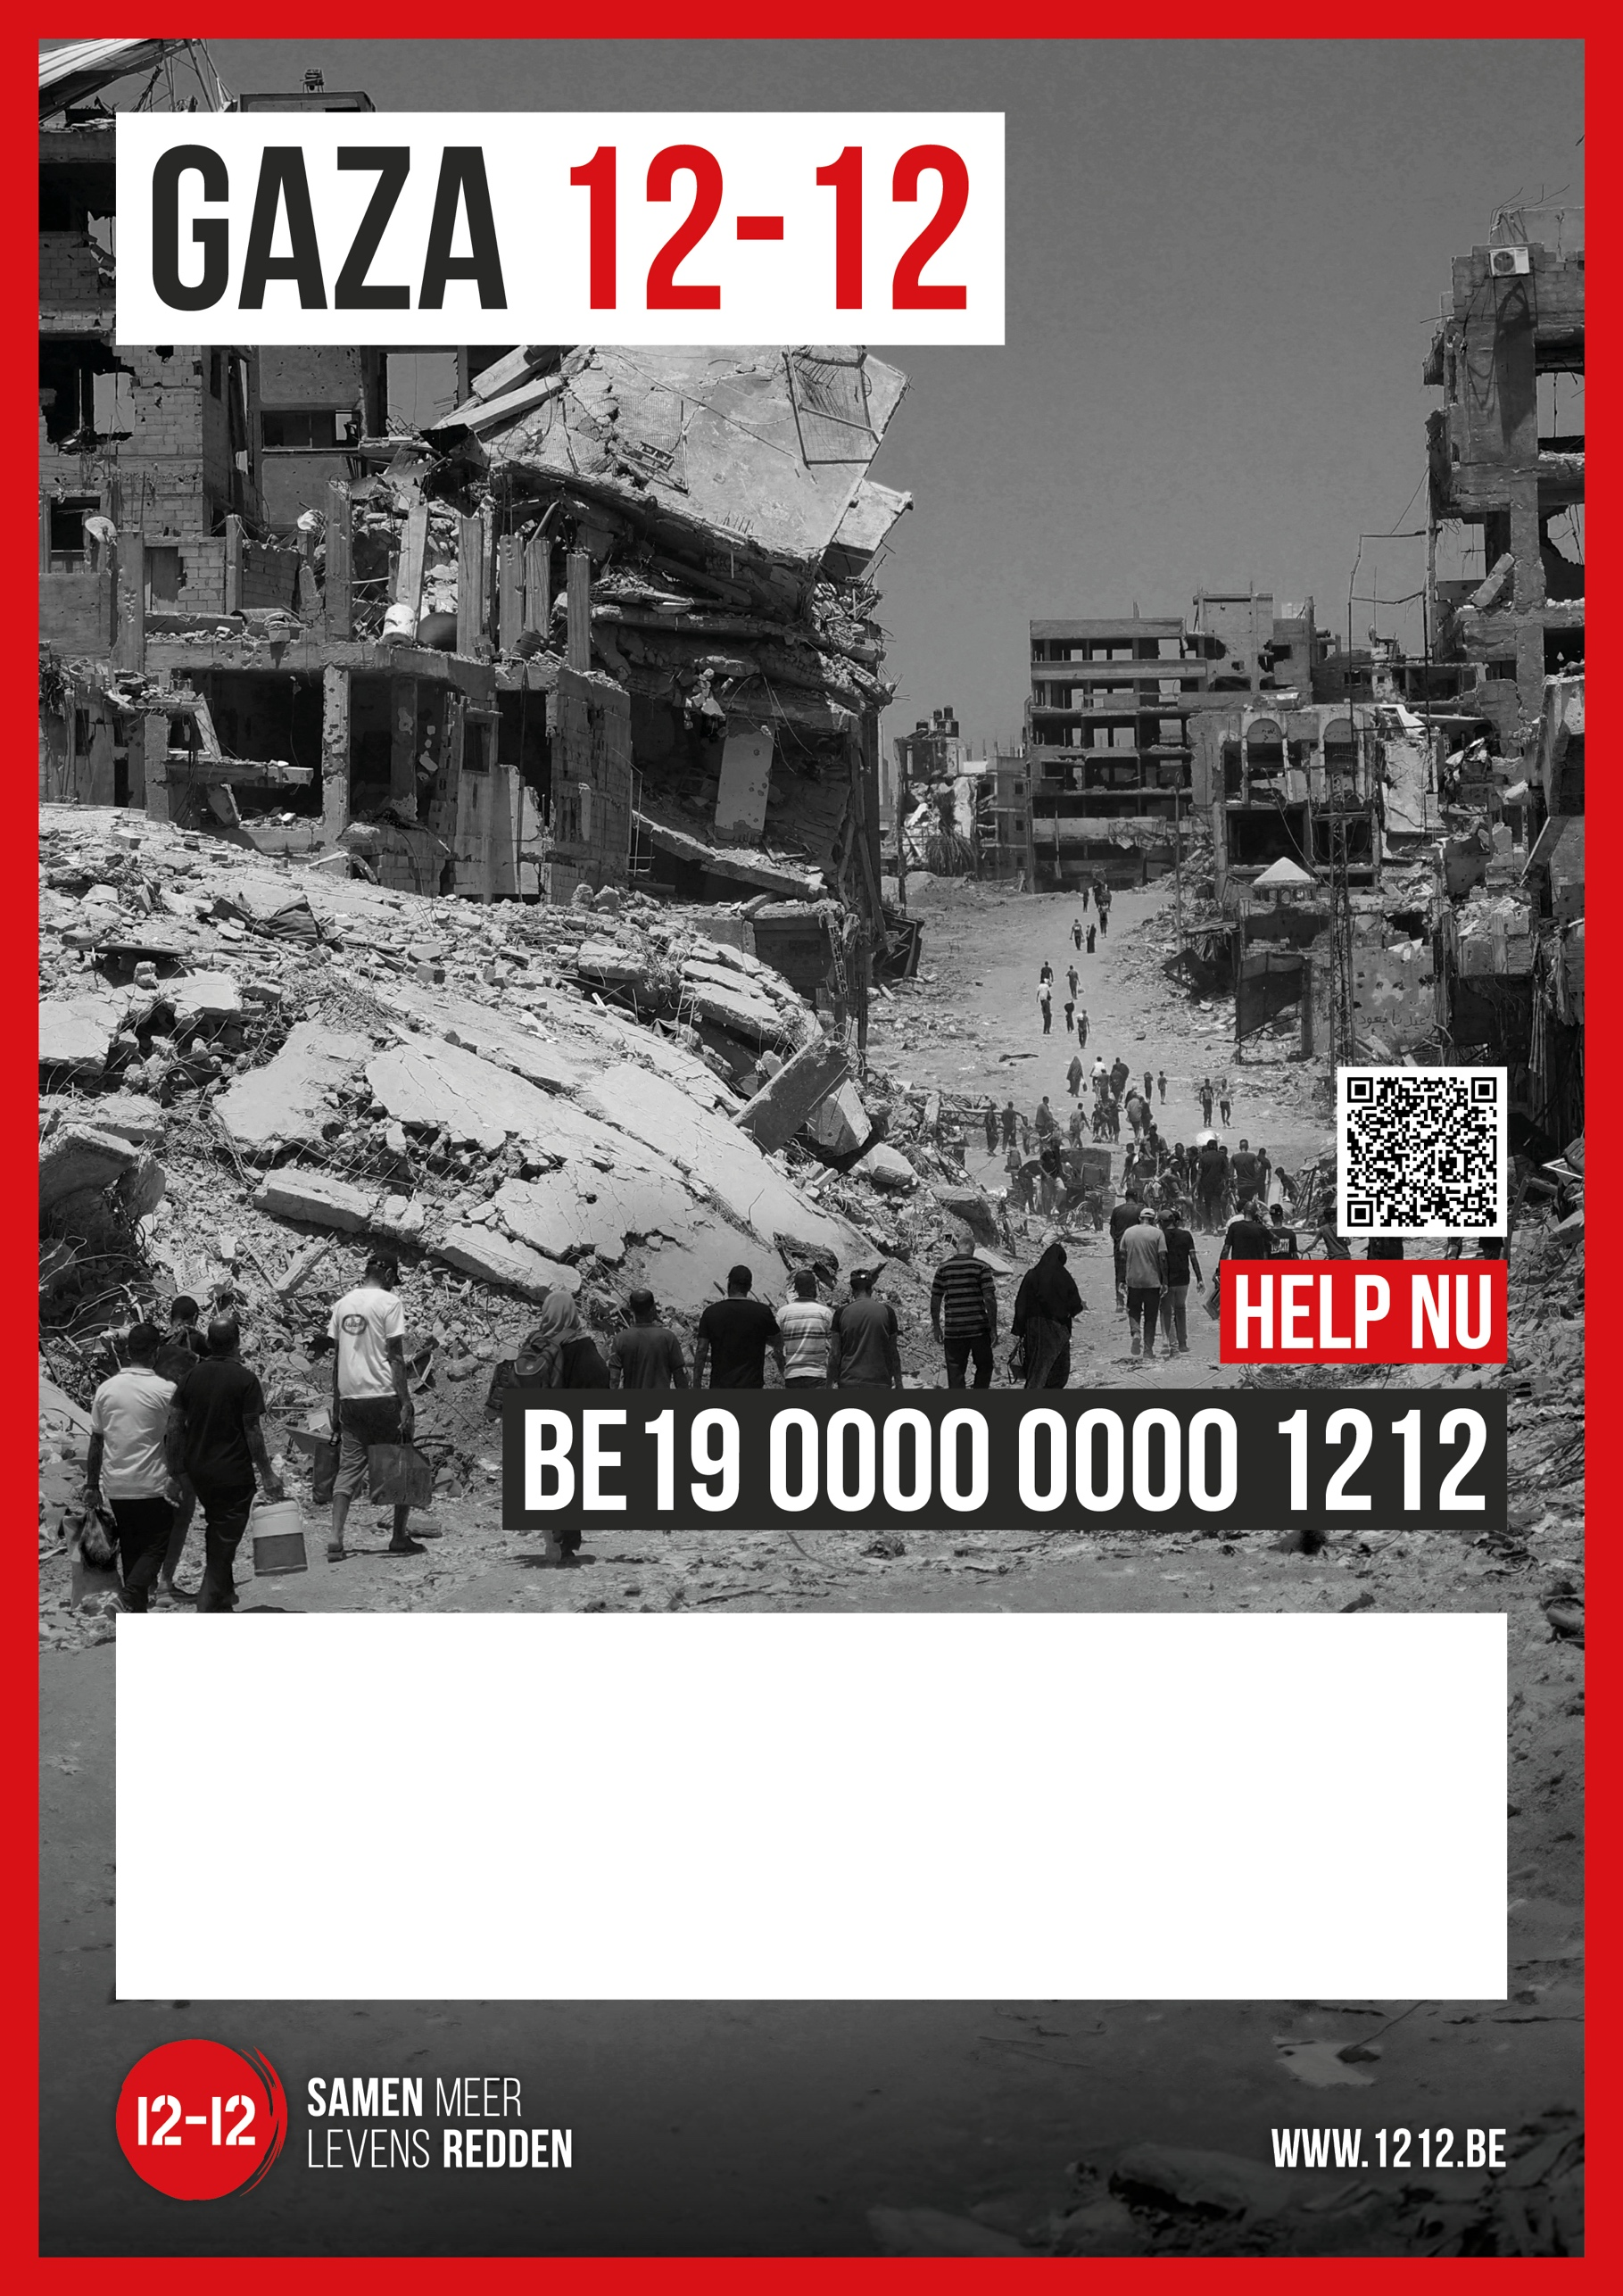 GAZA 12-12
HELP NU
BE19 0000 0000 1212
12-12
SAMEN MEER
LEVENS REDDEN
WWW.1212.BE